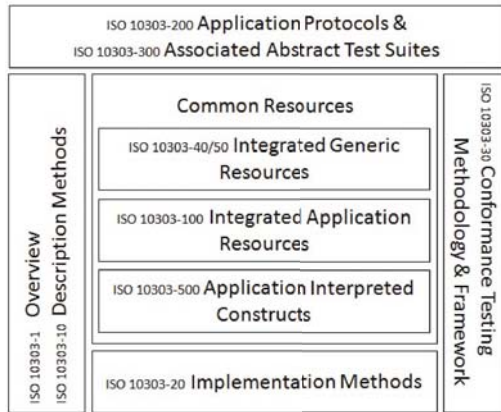 ISO 10303-200 Application Protocols &
ISO 10303-300 Associated Abstract Test Suites
ISO 10303-1 Overview
ISO 10303-10 Description Methods
Common Resources
ISO 10303-40/50 Integrated Generic
Resources
ISO 10303-100 Integrated Application
Resources
ISO 10303-500 Application Interpreted
Constructs
ISO 10303-20 Implementation Methods
ISO 10303-30 Conformance Testing
Methodology & Framework